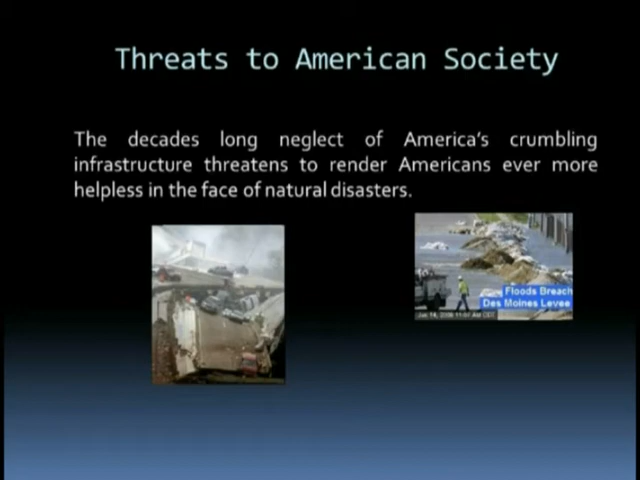 Threats to American Society
The decades long neglect of America's crumbling
infrastructure threatens to render Americans ever more
helpless in the face of natural disasters.
Floods Breach
Des Moines Levee